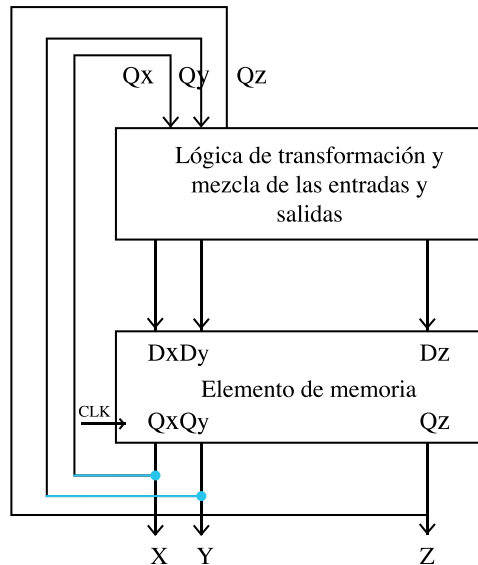 Qx Qy Qz
Lógica de transformación y
mezcla de las entradas y
salidas
DxDy Dz
Elemento de memoria
CLK
QxQy Qz
X Y Z